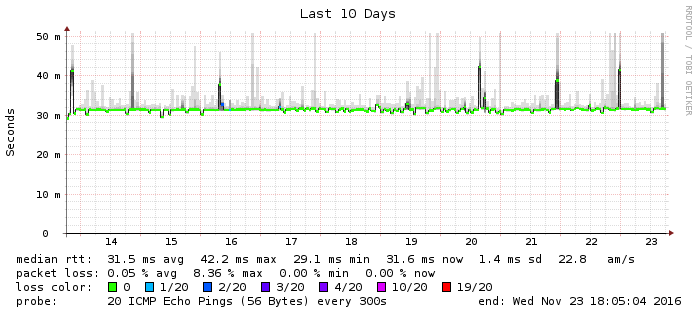 Last 10 Days
RRDTOOL / TOBI OETIKER
Seconds
50 m
40 m
30 m
20 m
10 m
0
14 15 16 17 18 19 20 21 22 23
median rtt: 31.5 ms avg 42.2 ms max 29.1 ms min 31.6 ms now 1.4 ms sd 22.8 am/s
packet loss: 0.05 % avg 8.36 % max 0.00 % min 0.00 % now
loss color: 0 1/20 2/20 3/20 4/20 10/20 19/20
probe: 20 ICMP Echo Pings (56 Bytes) every 300s end: Wed Nov 23 18:05:04 2016